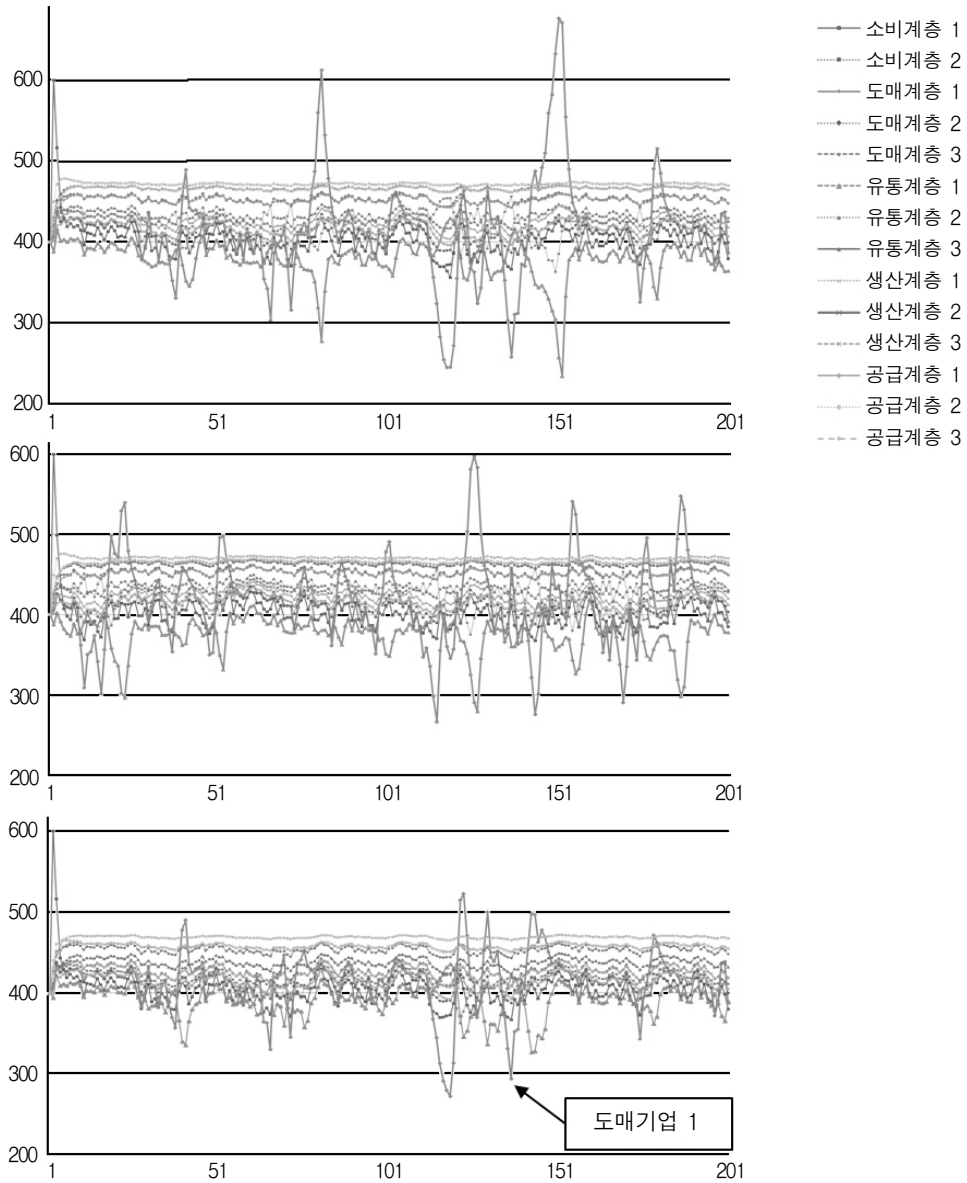 600
500
400
300
200
1 51 101 151 201
소비계층 1
소비계층 2
도매계층 1
도매계층 2
도매계층 3
유통계층 1
유통계층 2
유통계층 3
생산계층 1
생산계층 2
생산계층 3
공급계층 1
공급계층 2
공급계층 3
600
500
400
300
200
1 51 101 151 201
600
500
400
300
200
1 51 101 151 201
도매기업 1